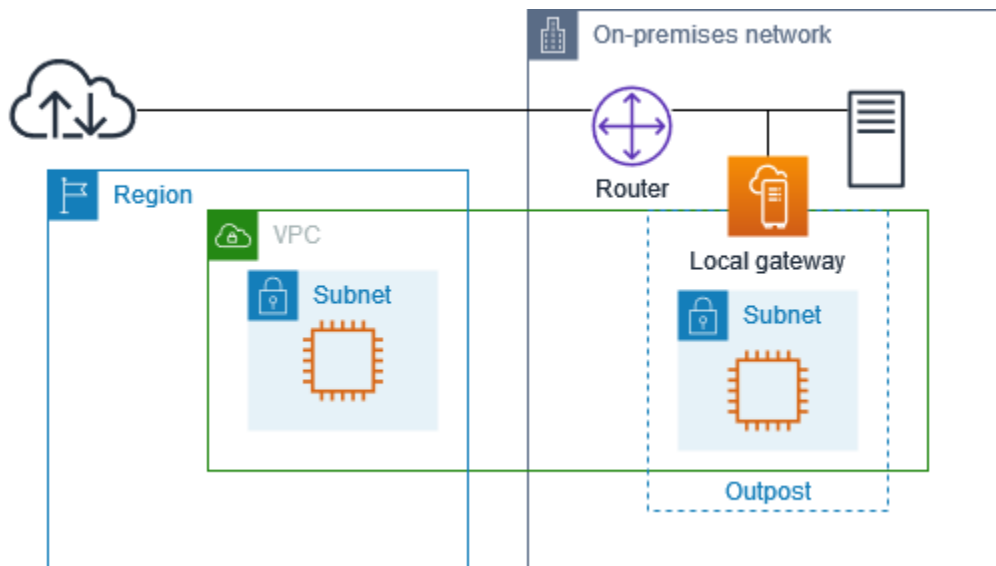 On-premises network
Router
Region
VPC
Local gateway
Subnet
Subnet
Outpost